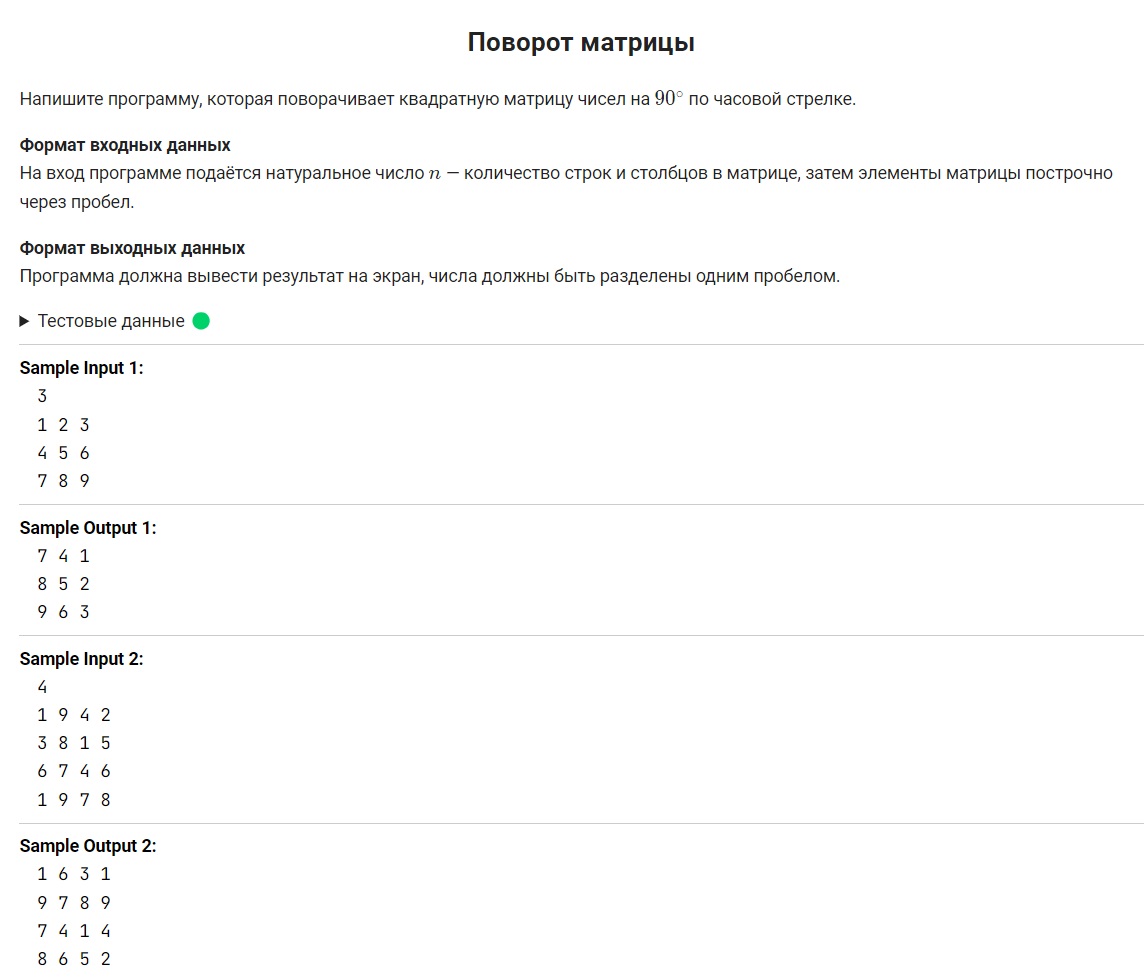 Поворот матрицы
Напишите программу, которая поворачивает квадратную матрицу чисел на 90° по часовой стрелке.
Формат входных данных
На вход программе подаётся натуральное число n — количество строк и столбцов в матрице, затем элементы матрицы построчно
через пробел.
Формат выходных данных
Программа должна вывести результат на экран, числа должны быть разделены одним пробелом.
Тестовые данные
Sample Input 1:
3
1 2 3
4 5 6
7 8 9
Sample Output 1:
7 4 1
8 5 2
9 6 3
Sample Input 2:
4
1 9 4 2
3 8 1 5
6 7 4 6
1 9 7 8
Sample Output 2:
1 6 3 1
9 7 8 9
7 4 1 4
8 6 5 2